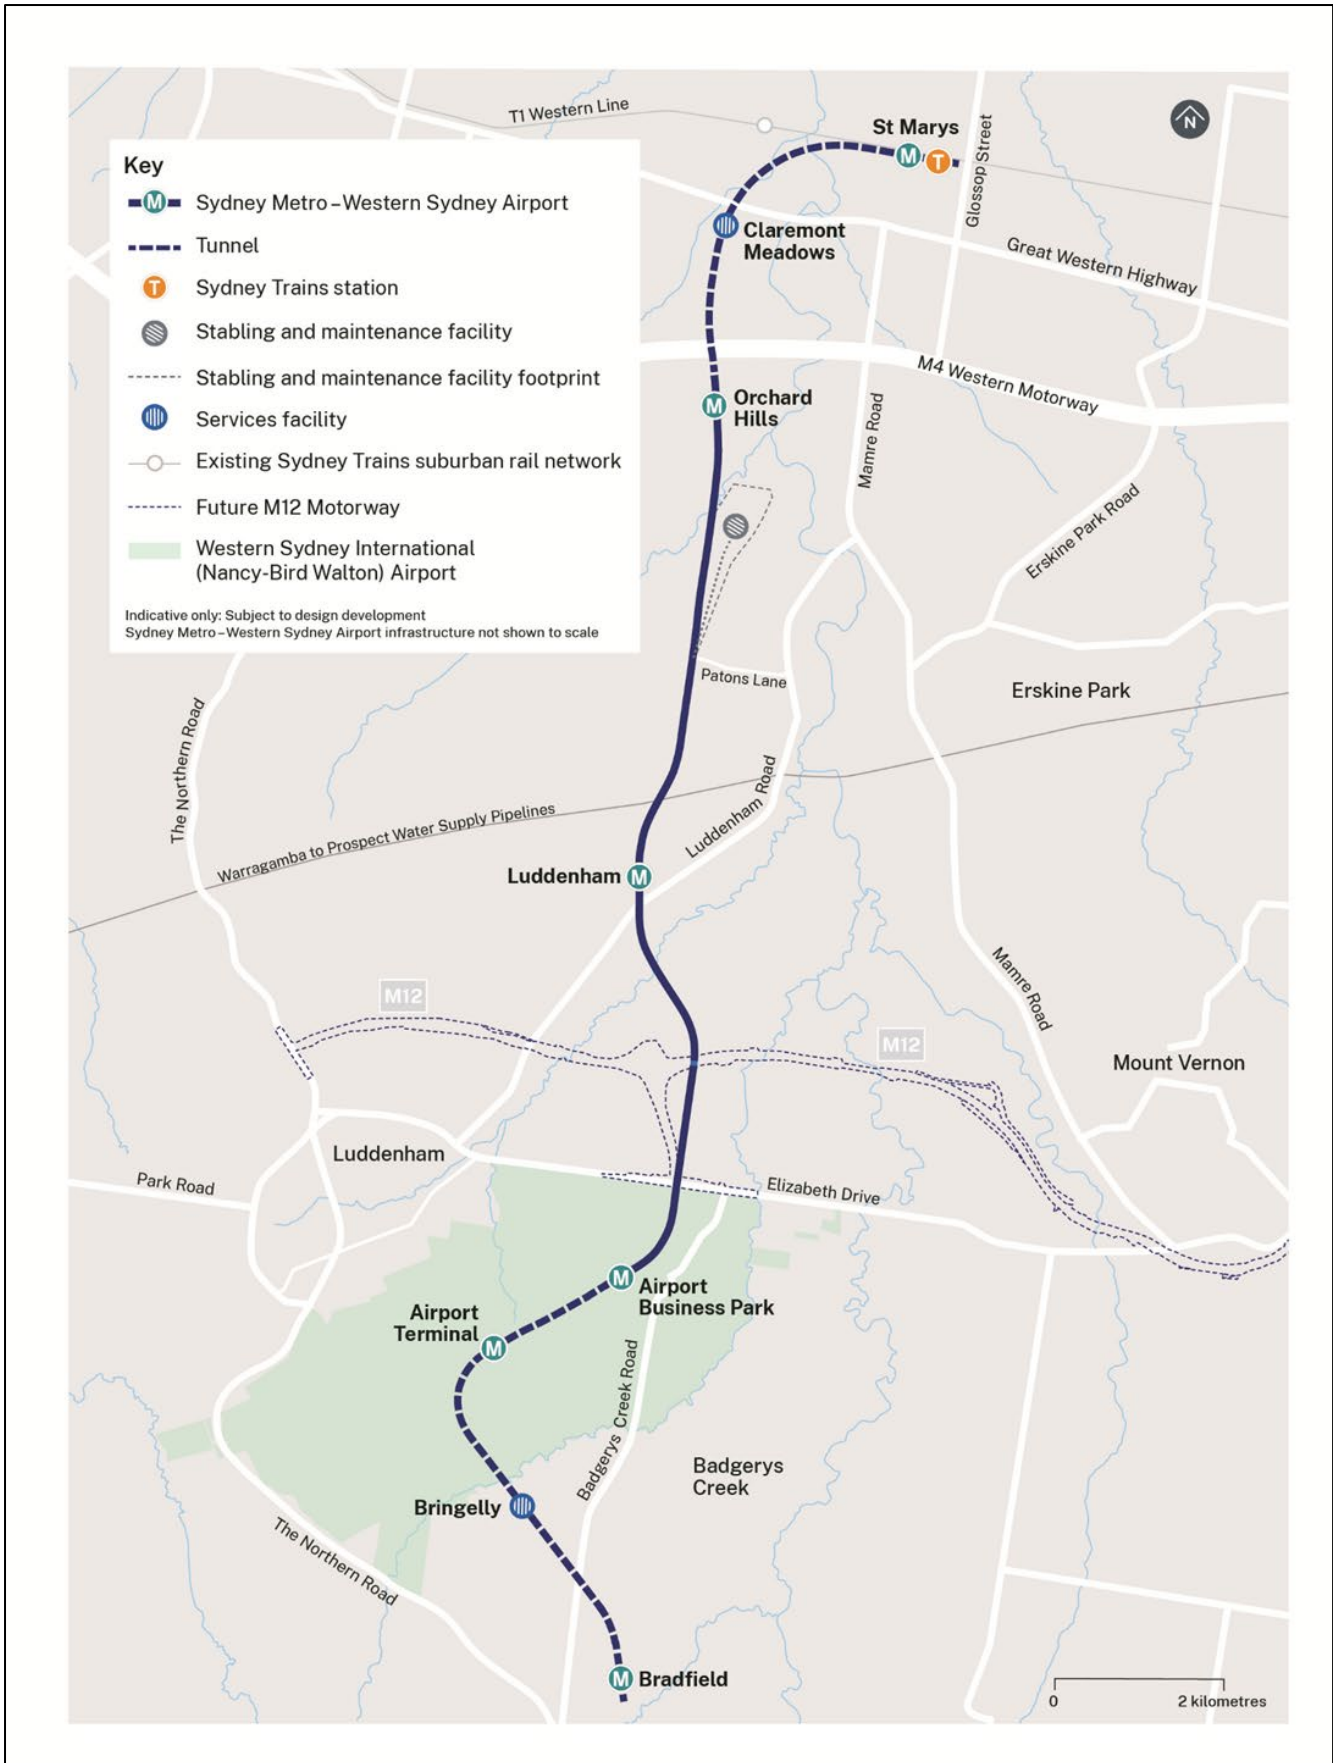 T1 Western Line
St Marys
M
T
N
Glossop Street
Key
M
Sydney Metro – Western Sydney Airport
Tunnel
T
Sydney Trains station
Stabling and maintenance facility
Stabling and maintenance facility footprint
Services facility
Existing Sydney Trains suburban rail network
Future M12 Motorway
Western Sydney International
(Nancy-Bird Walton) Airport
Indicative only: Subject to design development
Sydney Metro – Western Sydney Airport infrastructure not shown to scale
Claremont
Meadows
Great Western Highway
M4 Western Motorway
M
Orchard
Hills
Mamre Road
Erskine Park Road
Patons Lane
Erskine Park
The Northern Road
Warragamba to Prospect Water Supply Pipelines
Luddenham Road
Luddenham
M
Mamre Road
M12
M12
Mount Vernon
Luddenham
Park Road
Elizabeth Drive
M
Airport
Business Park
Airport
Terminal
M
Badgerys Creek Road
Badgerys
Creek
Bringelly
The Northern Road
M
Bradfield
0
2 kilometres